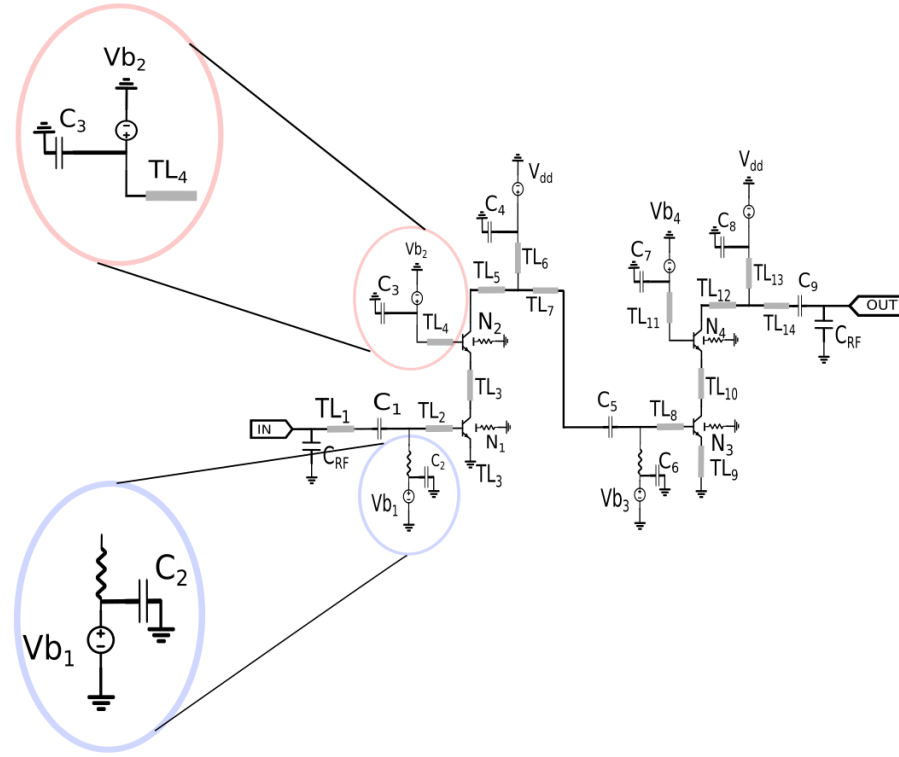 Vb₂
C₃
TL₄
Vdd
C₄
TL₆
TL₅
TL₇
Vb₂
C₃
TL₄
N₂
TL₃
IN
TL₁
C₁
TL₂
CRF
N₁
TL₃
C₂
Vb₁
Vdd
C₈
Vb₄
C₇
TL₁₃
TL₁₂
C₉
OUT
TL₁₁
TL₁₄
N₄
CRF
TL₁₀
C₅
TL₈
N₃
C₆
TL₉
Vb₃
C₂
Vb₁